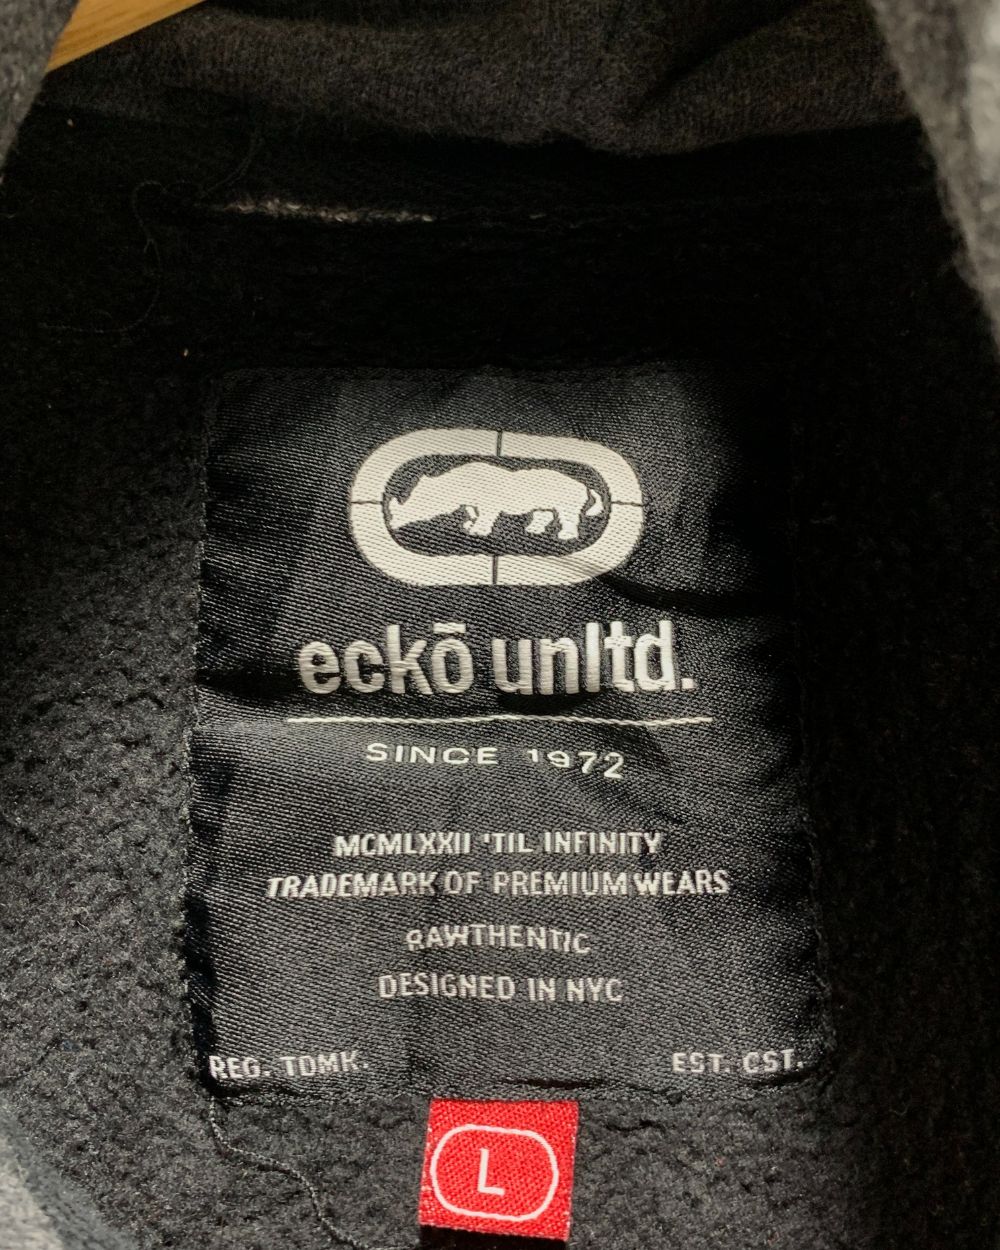 eckō unltd.
SINCE 1972
MCMLXXII 'TIL INFINITY
TRADEMARK OF PREMIUM WEARS
RAWTHENTIC
DESIGNED IN NYC
REG. TDMK. EST. CST.
L